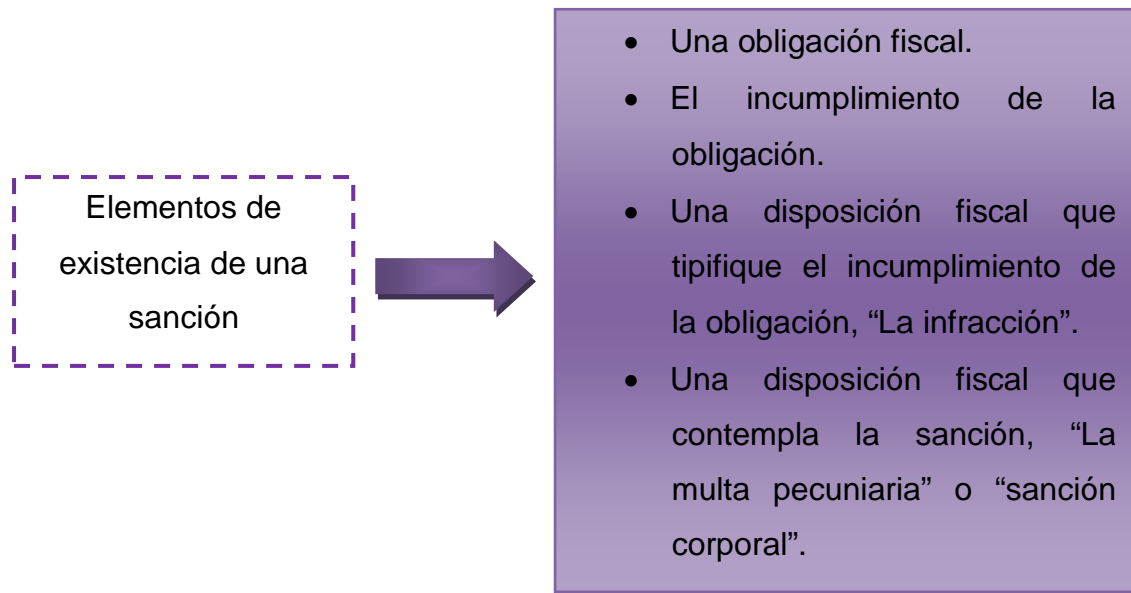 Elementos de
existencia de una
sanción
• Una obligación fiscal.
• El incumplimiento de la
obligación.
• Una disposición fiscal que
tipifique el incumplimiento de
la obligación, “La infracción”.
• Una disposición fiscal que
contempla la sanción, “La
multa pecuniaria” o “sanción
corporal”.